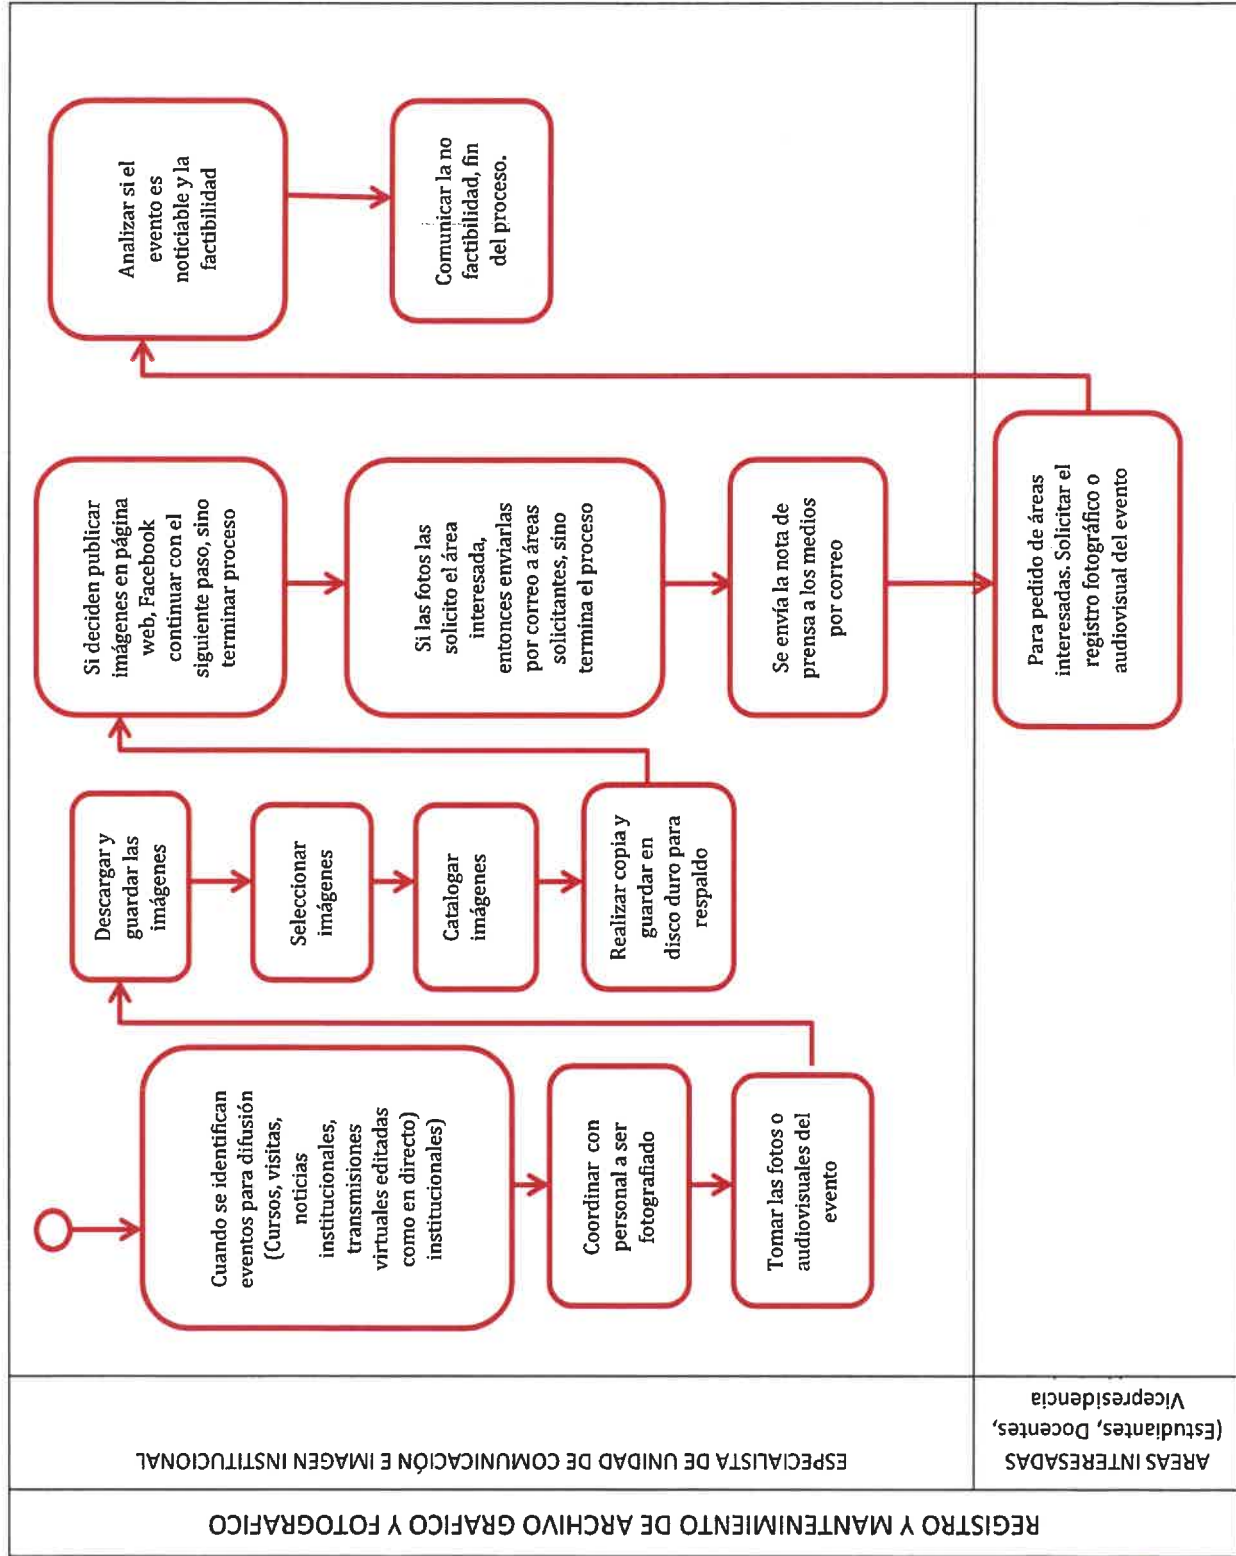 REGISTRO Y MANTENIMIENTO DE ARCHIVO GRAFICO Y FOTOGRAFICO
ESPECIALISTA DE UNIDAD DE COMUNICACIÓN E IMAGEN INSTITUCIONAL
AREAS INTERESADAS
(Estudiantes, Docentes,
Vicepresidencia
Cuando se identifican
eventos para difusión
(Cursos, visitas,
noticias
institucionales,
transmisiones
virtuales editadas
como en directo)
institucionales)
Coordinar con
personal a ser
fotografiado
Tomar las fotos o
audiovisuales del
evento
Descargar y
guardar las
imágenes
Seleccionar
imágenes
Catalogar
imágenes
Realizar copia y
guardar en
disco duro para
respaldo
Si deciden publicar
imágenes en página
web, Facebook
continuar con el
siguiente paso, sino
terminar proceso
Si las fotos las
solicito el área
interesada,
entonces enviarlas
por correo a áreas
solicitantes, sino
termina el proceso
Se envía la nota de
prensa a los medios
por correo
Para pedido de áreas
interesadas. Solicitar el
registro fotográfico o
audiovisual del evento
Analizar si el
evento es
noticiable y la
factibilidad
Comunicar la no
factibilidad, fin
del proceso.